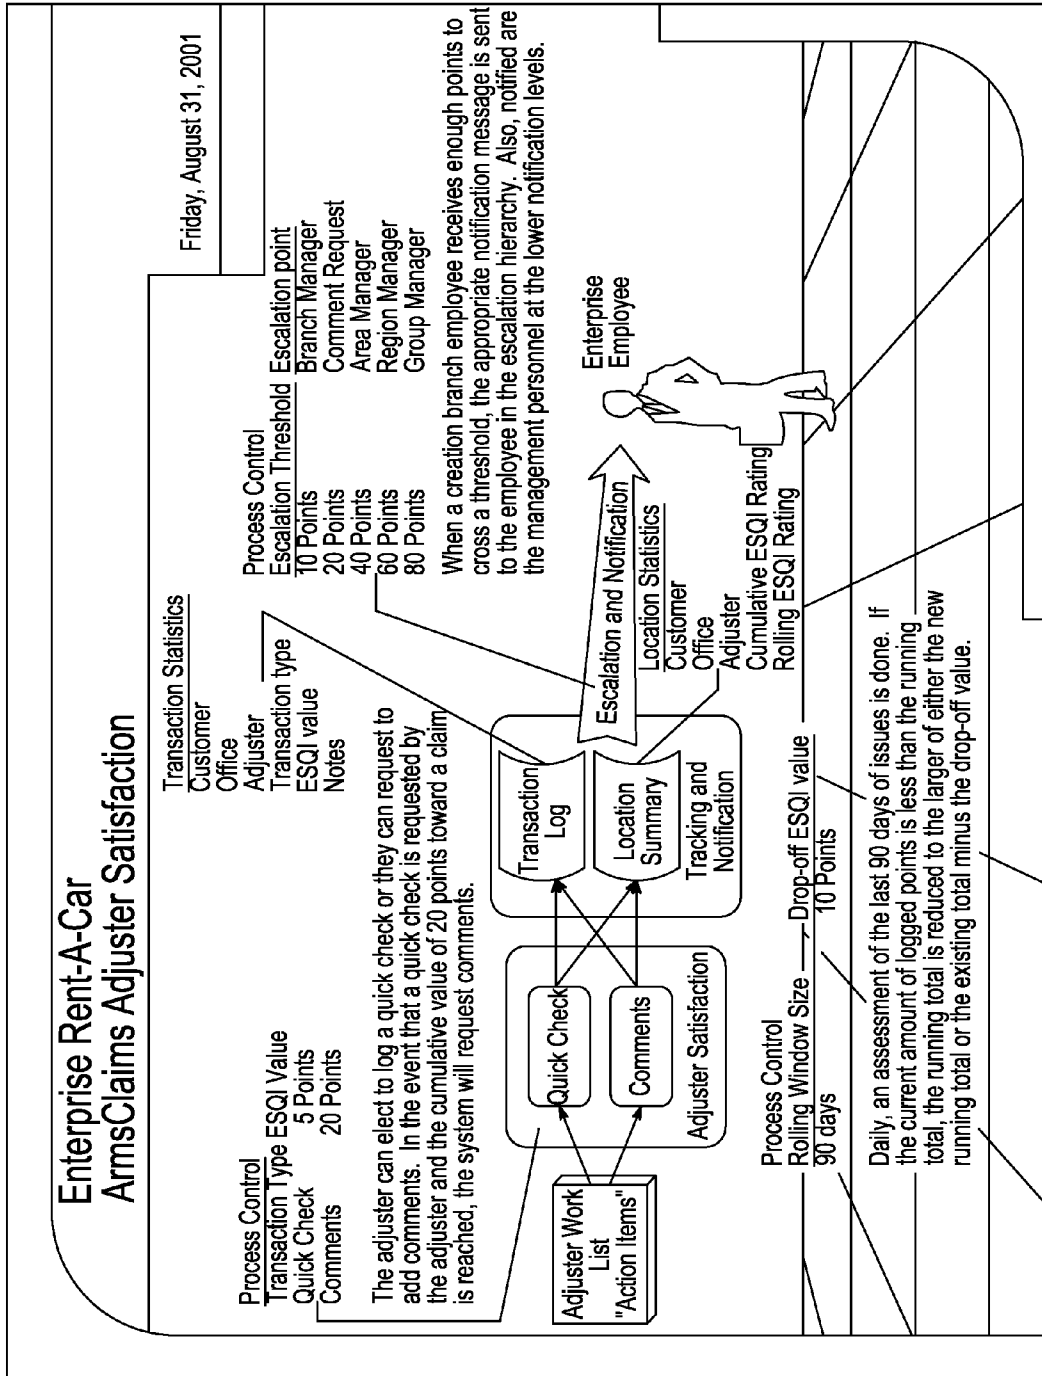 Enterprise Rent-A-Car
ArmsClaims Adjuster Satisfaction
Friday, August 31, 2001
Process Control
Transaction Type ESQI Value
Quick Check 5 Points
Comments 20 Points
Transaction Statistics
Customer
Office
Adjuster
Transaction type
ESQI value
Notes
Process Control
Escalation Threshold Escalation point
10 Points Branch Manager
20 Points Comment Request
40 Points Area Manager
60 Points Region Manager
80 Points Group Manager
The adjuster can elect to log a quick check or they can request to
add comments. In the event that a quick check is requested by
the adjuster and the cumulative value of 20 points toward a claim
is reached, the system will request comments.
When a creation branch employee receives enough points to
cross a threshold, the appropriate notification message is sent
to the employee in the escalation hierarchy. Also, notified are
the management personnel at the lower notification levels.
Adjuster Work
List
"Action Items"
Quick Check
Comments
Adjuster Satisfaction
Transaction
Log
Location
Summary
Tracking and
Notification
Escalation and Notification
Enterprise
Employee
Location Statistics
Customer
Office
Adjuster
Cumulative ESQI Rating
Rolling ESQI Rating
Process Control
Rolling Window Size Drop-off ESQI value
90 days 10 Points
Daily, an assessment of the last 90 days of issues is done. If
the current amount of logged points is less than the running
total, the running total is reduced to the larger of either the new
running total or the existing total minus the drop-off value.